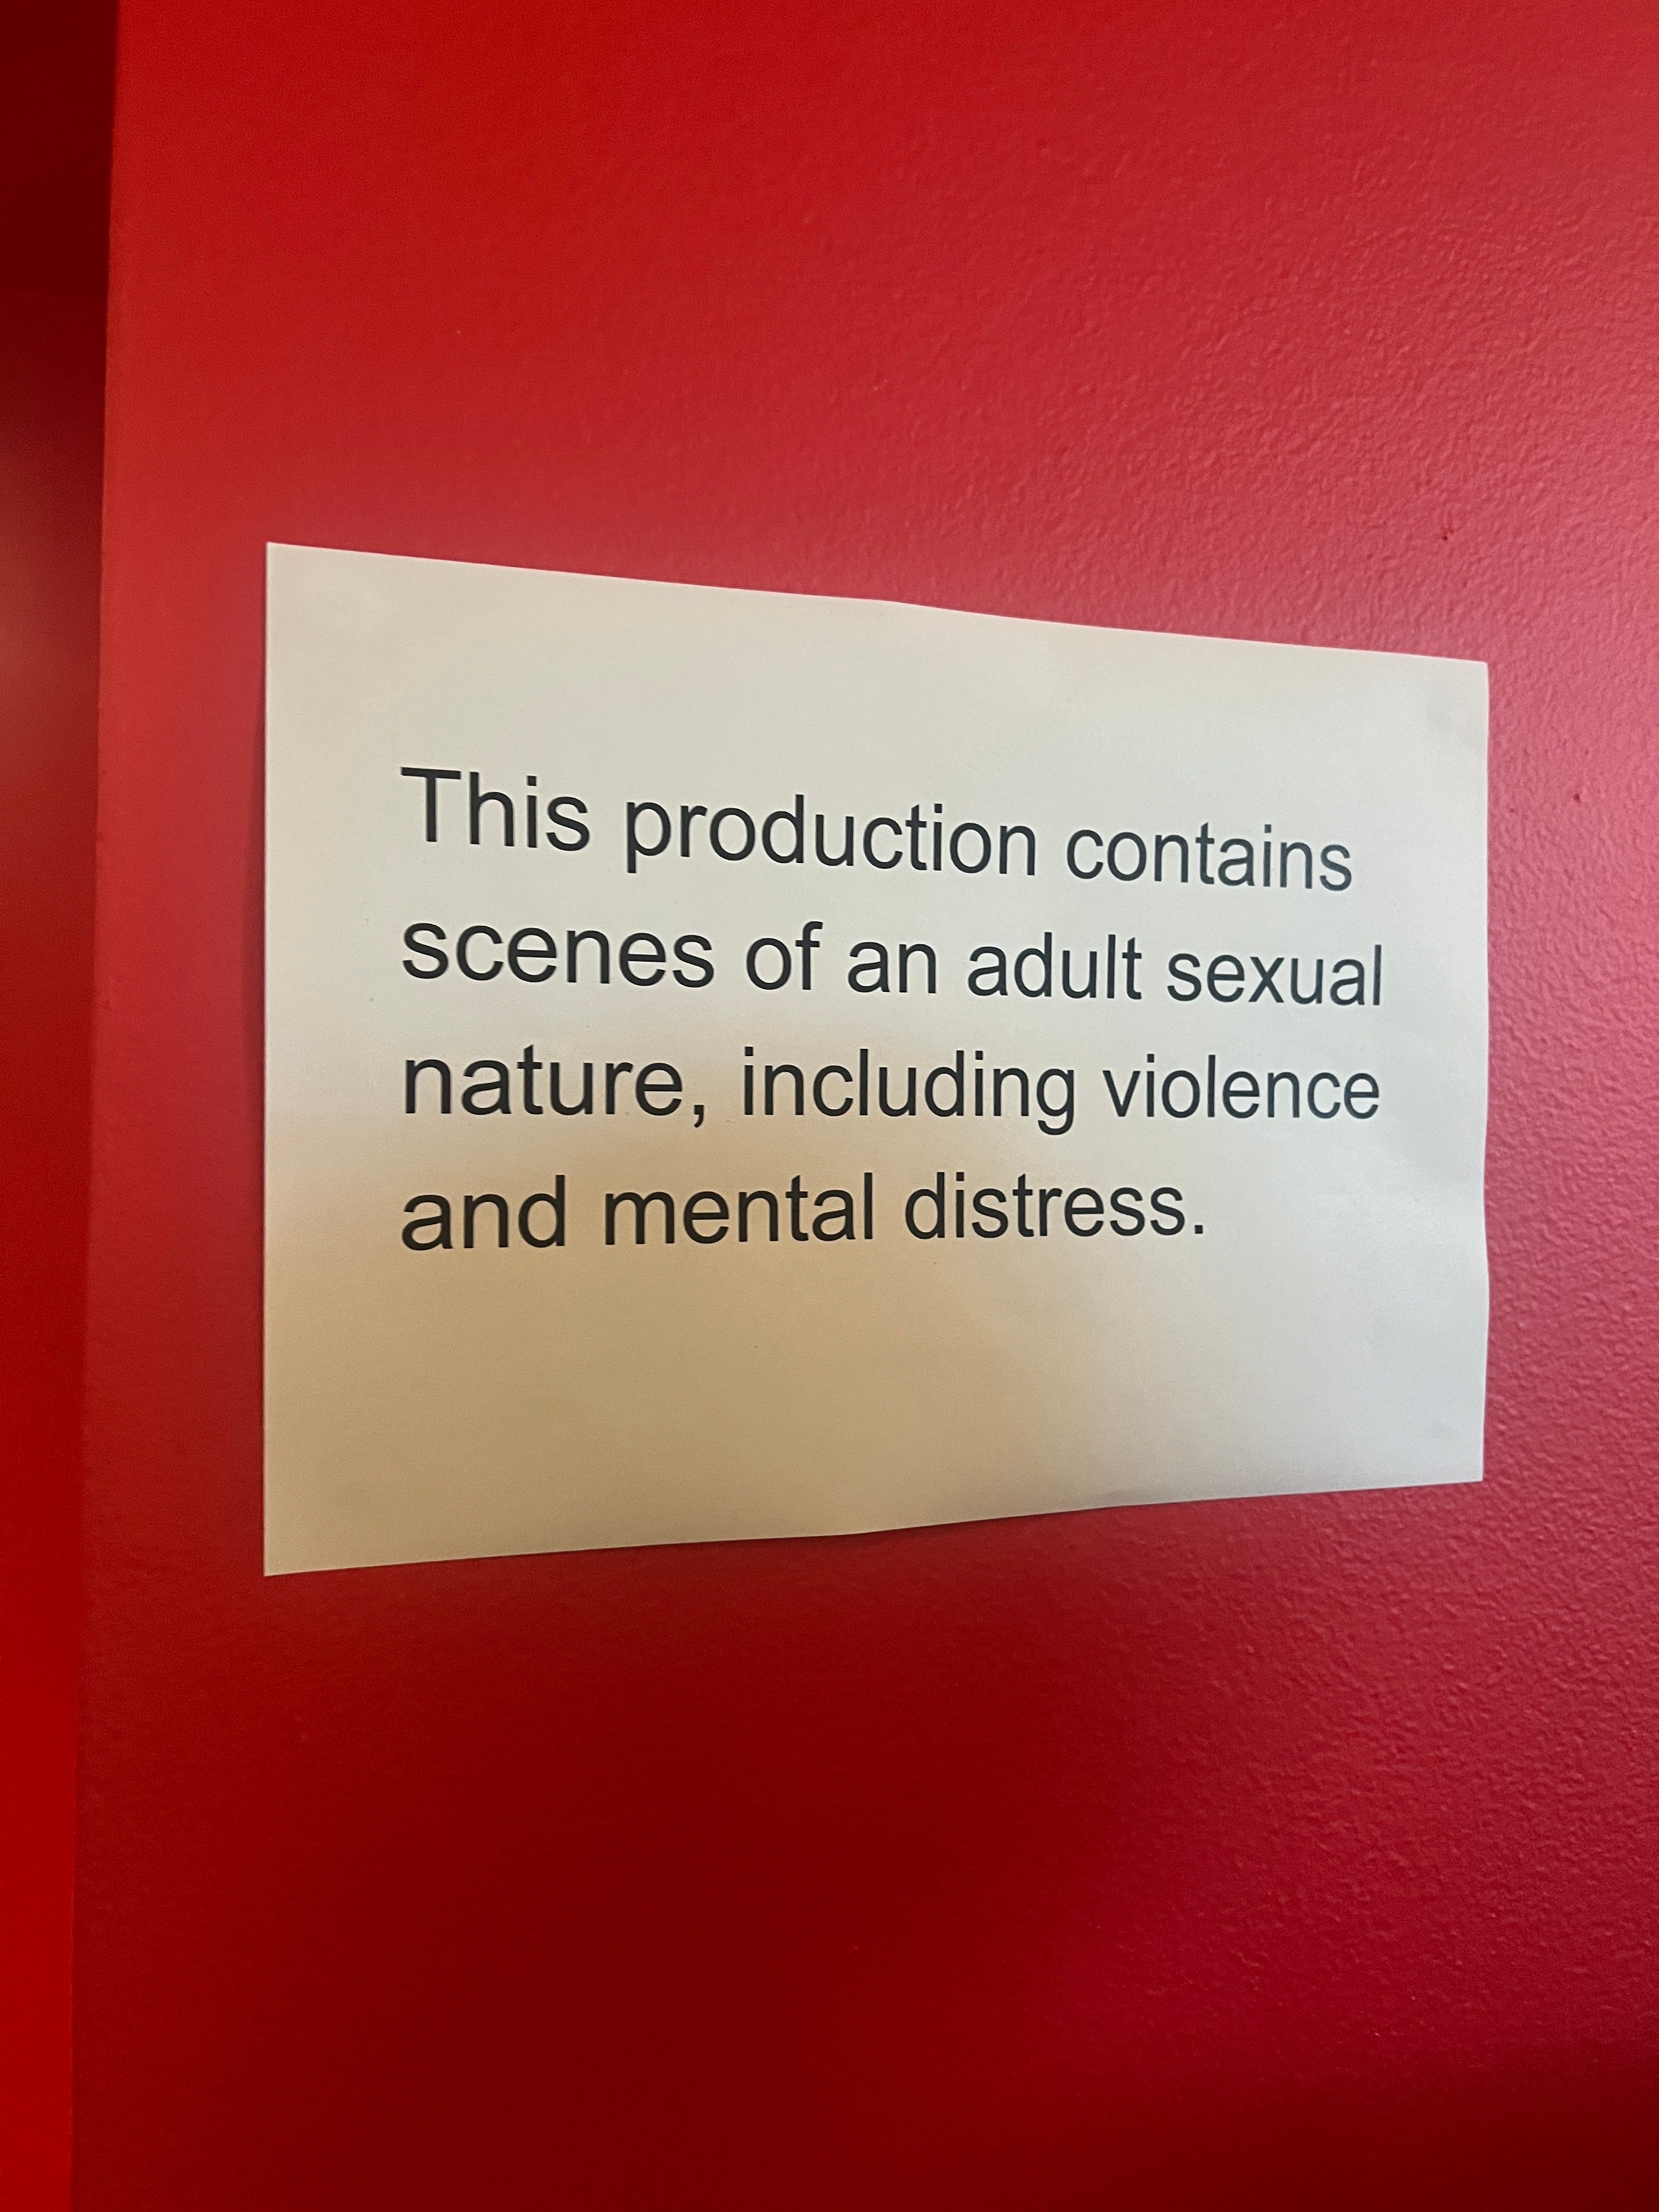 This production contains
scenes of an adult sexual
nature, including violence
and mental distress.